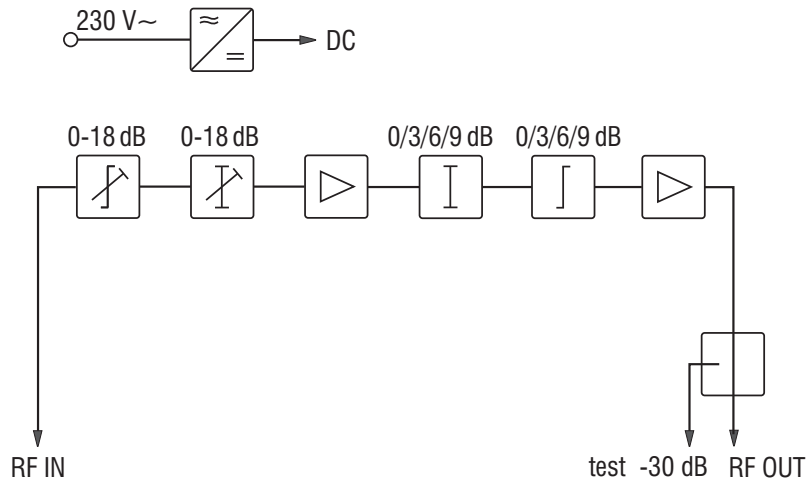 230 V~
DC
0-18 dB 0-18 dB 0/3/6/9 dB 0/3/6/9 dB
RF IN test -30 dB RF OUT